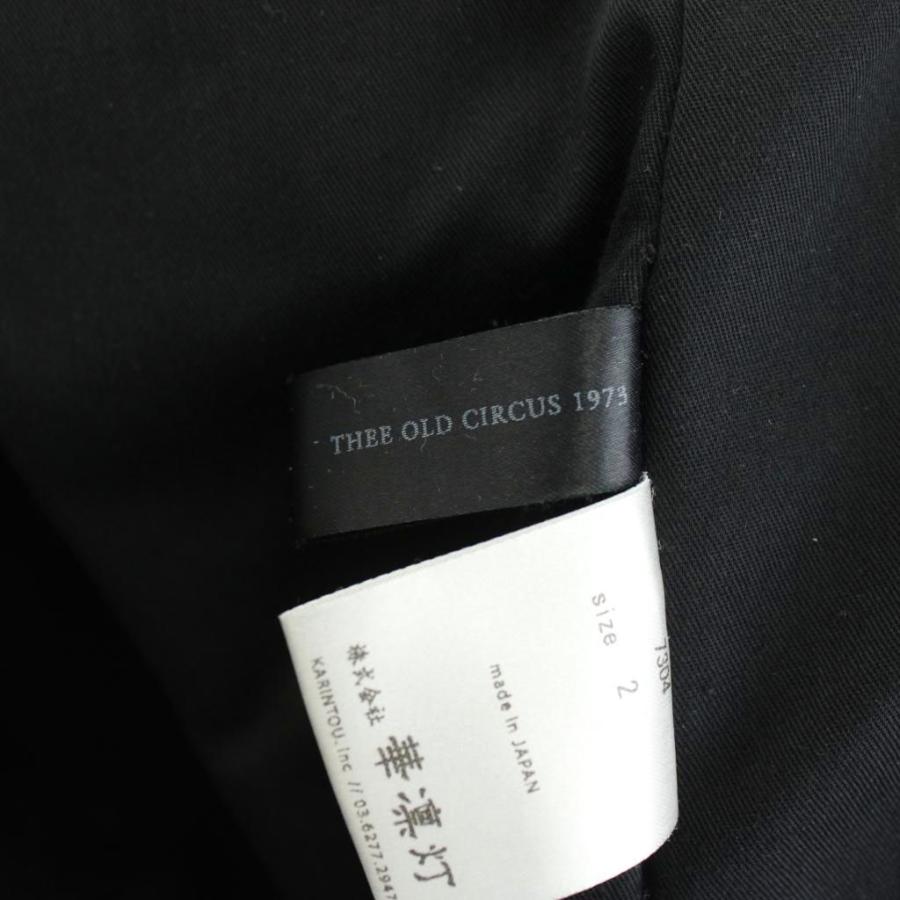 THEE OLD CIRCUS 1973
7304
size 2
made in JAPAN
株式会社 華凛灯
KARINTOU.Inc // 03.6277.2947